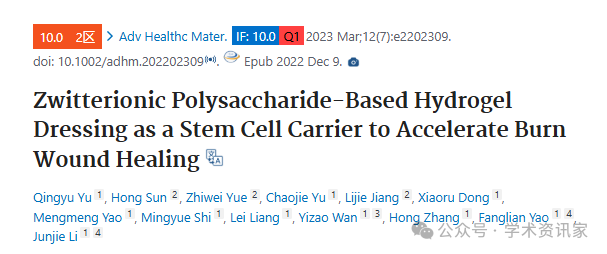 10.0 2区 Adv Healthc Mater. IF: 10.0 Q1 2023 Mar;12(7):e2202309.
doi: 10.1002/adhm.202202309 Epub 2022 Dec 9.
Zwitterionic Polysaccharide-Based Hydrogel
Dressing as a Stem Cell Carrier to Accelerate Burn
Wound Healing
Qingyu Yu 1, Hong Sun 2, Zhiwei Yue 2, Chaojie Yu 1, Lijie Jiang 2, Xiaoru Dong 1,
Mengmeng Yao 1, Mingyue Shi 1, Lei Liang 1, Yizao Wan 1 3, Hong Zhang 1, Fanglian Yao 1 4,
Junjie Li 1 4
公众号·学术资讯家